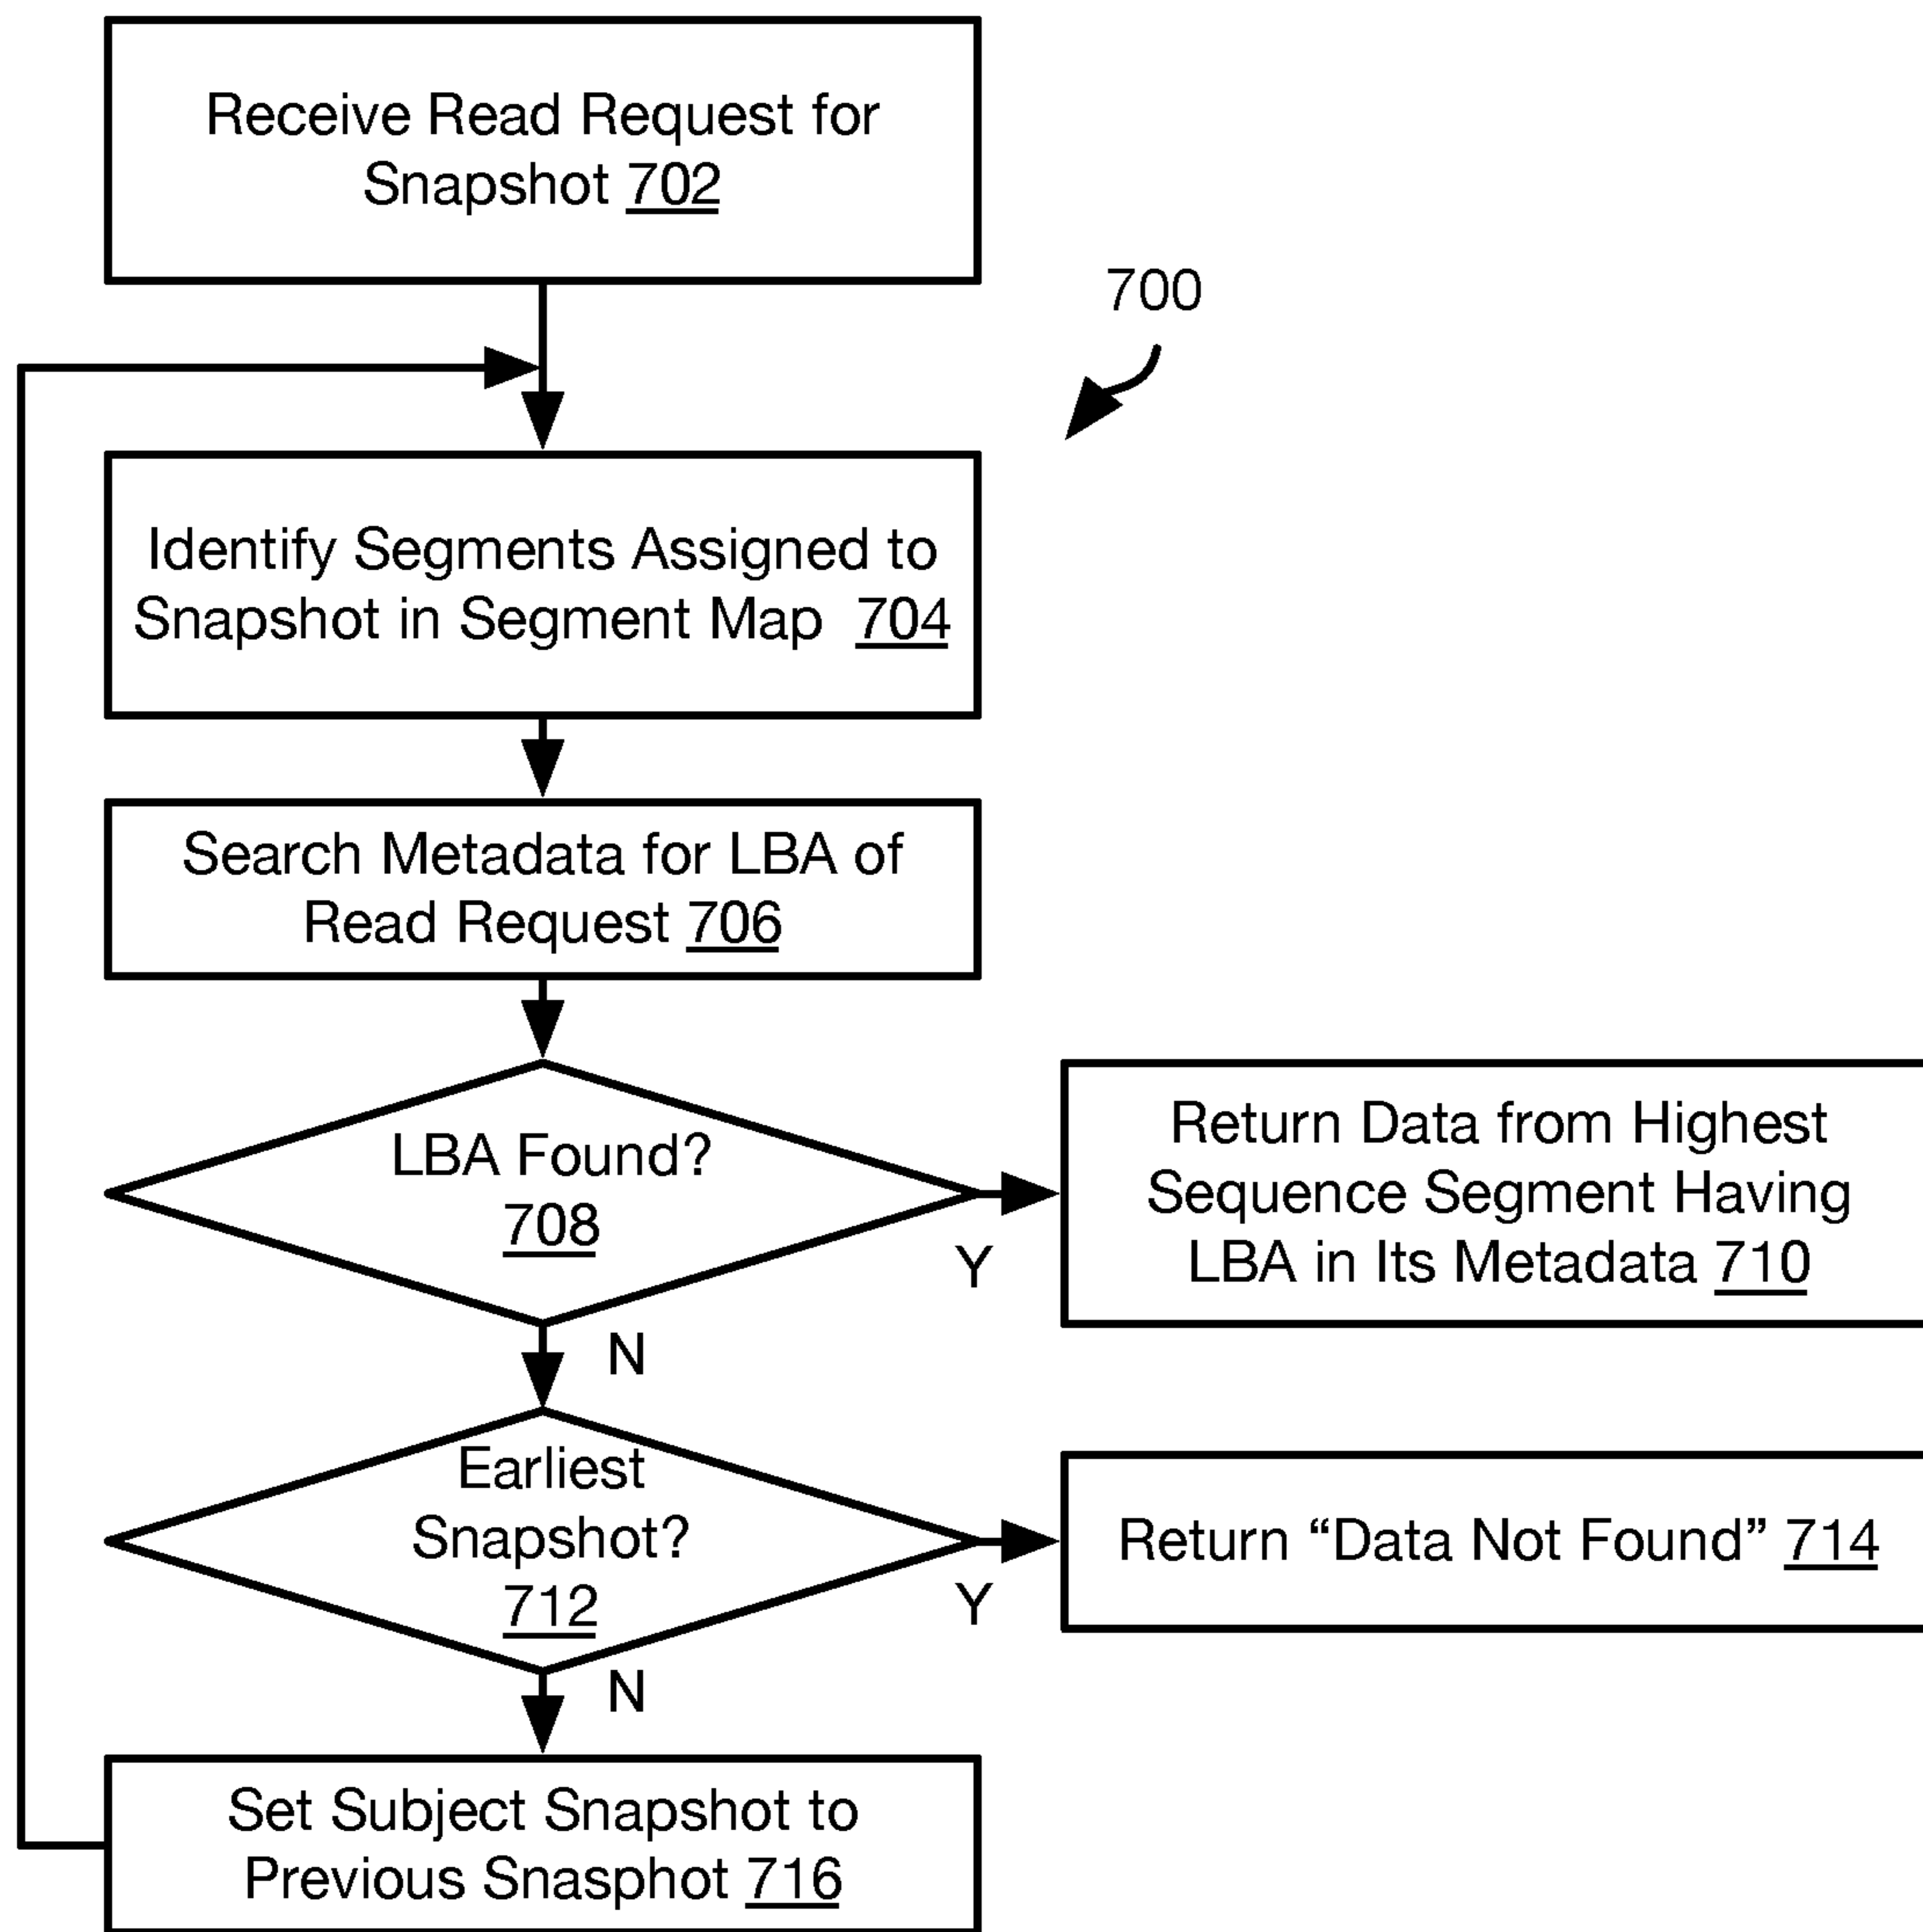 Receive Read Request for
Snapshot 702
700
Identify Segments Assigned to
Snapshot in Segment Map 704
Search Metadata for LBA of
Read Request 706
LBA Found?
708
Y
N
Return Data from Highest
Sequence Segment Having
LBA in Its Metadata 710
Earliest
Snapshot?
712
Y
N
Return “Data Not Found” 714
Set Subject Snapshot to
Previous Snasphot 716